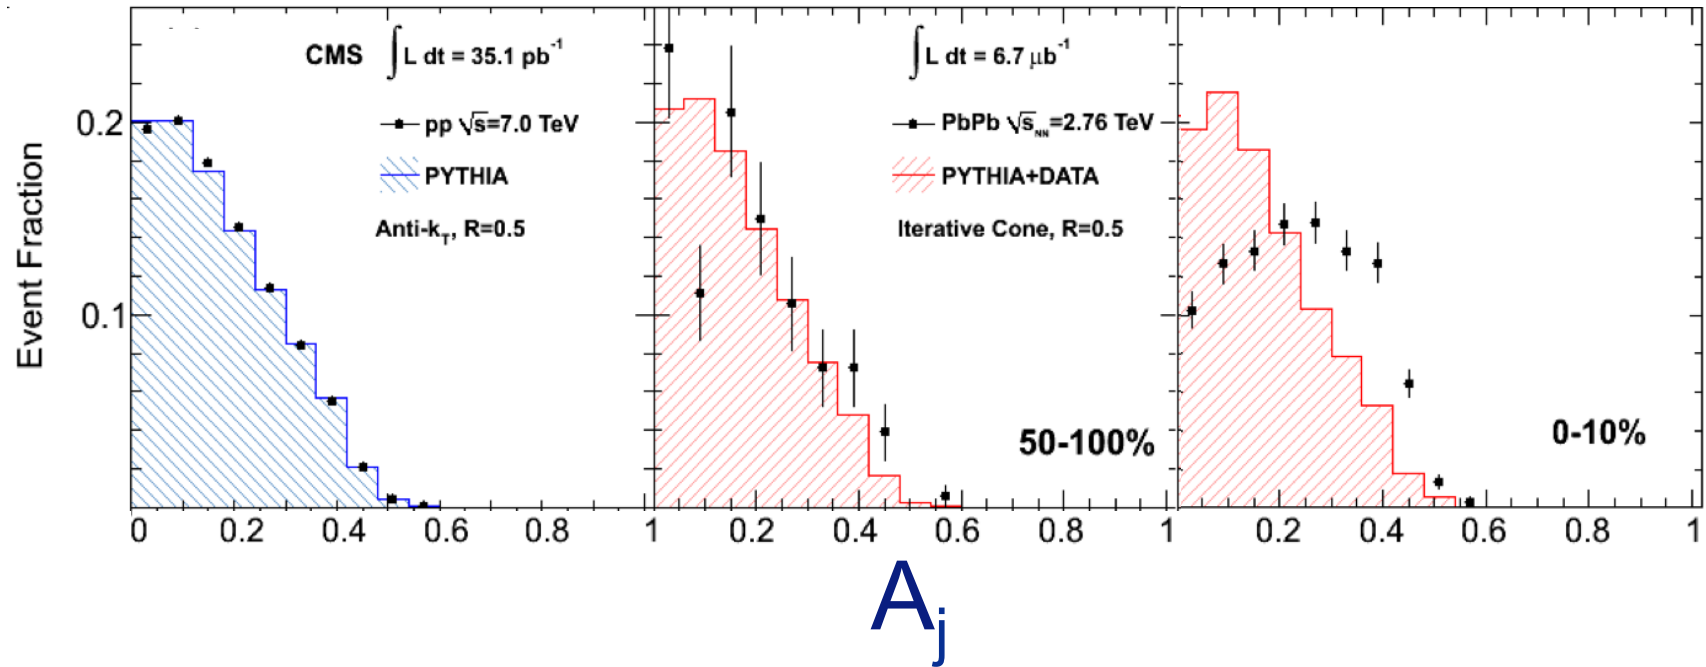 CMS ∫ L dt = 35.1 pb⁻¹
pp √s=7.0 TeV
PYTHIA
Anti-k_T, R=0.5
∫ L dt = 6.7 μb⁻¹
PbPb √s_NN=2.76 TeV
PYTHIA+DATA
Iterative Cone, R=0.5
50-100%
0-10%
Event Fraction
0.2
0.1
0 0.2 0.4 0.6 0.8 1 0.2 0.4 0.6 0.8 1 0.2 0.4 0.6 0.8 1
A_j